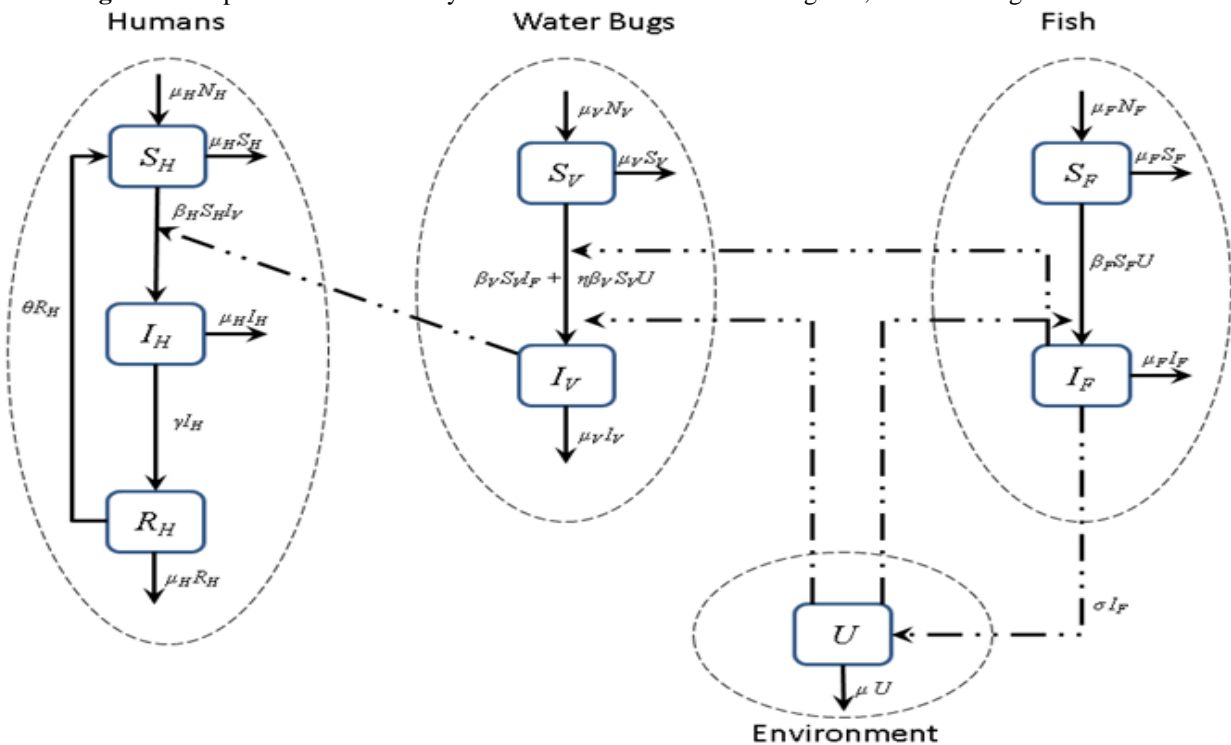 Humans
Water Bugs
Fish
μ_H N_H
S_H
μ_H S_H
β_H S_H I_V
θR_H
I_H
μ_H I_H
γI_H
R_H
μ_H R_H
μ_V N_V
S_V
μ_V S_V
β_V S_V I_F + ηβ_V S_V U
I_V
μ_V I_V
μ_F N_F
S_F
μ_F S_F
β_F S_F U
I_F
μ_F I_F
σ I_F
U
μ U
Environment